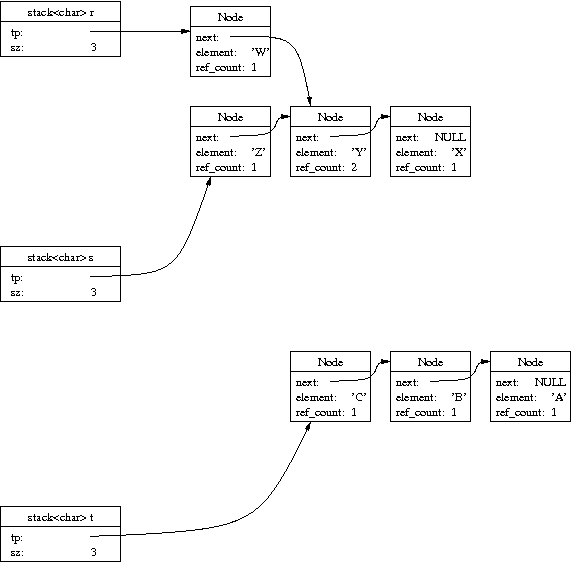 stack<char> r
tp:
sz: 3
Node
next:
element: 'W'
ref_count: 1
Node
next:
element: 'Z'
ref_count: 1
Node
next:
element: 'Y'
ref_count: 2
Node
next: NULL
element: 'X'
ref_count: 1
stack<char> s
tp:
sz: 3
Node
next:
element: 'C'
ref_count: 1
Node
next:
element: 'B'
ref_count: 1
Node
next: NULL
element: 'A'
ref_count: 1
stack<char> t
tp:
sz: 3